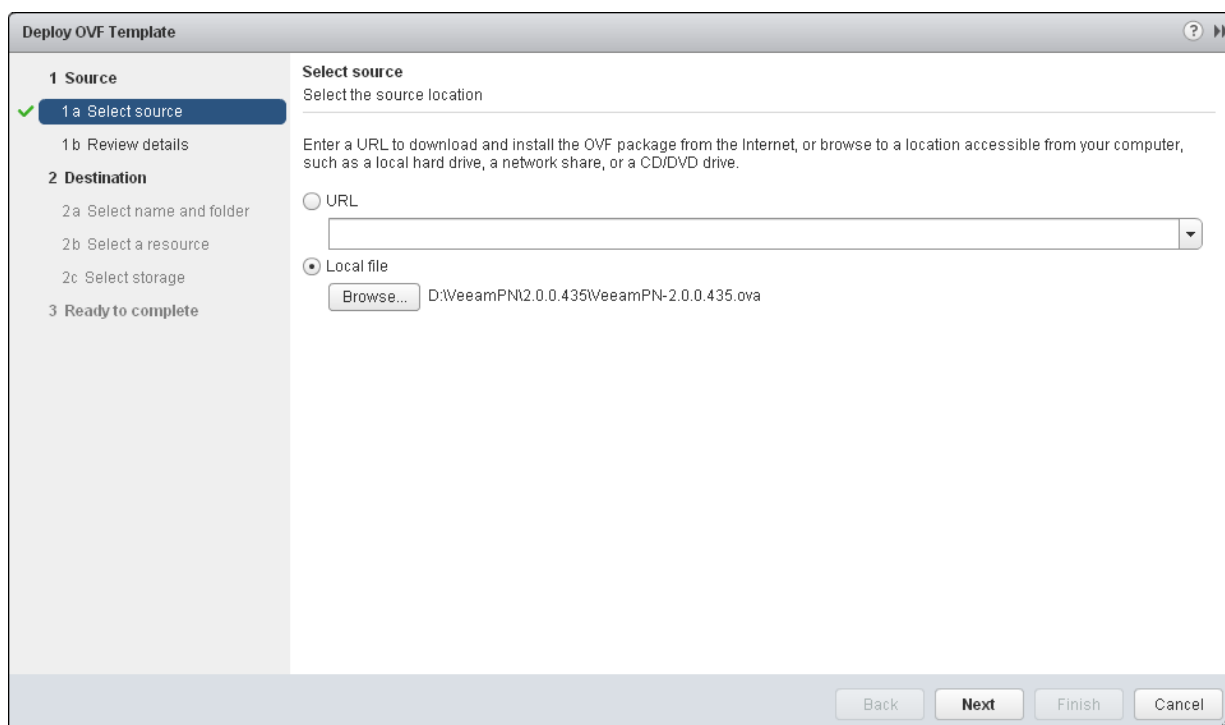 Deploy OVF Template
?
1 Source
1a Select source
1b Review details
2 Destination
2a Select name and folder
2b Select a resource
2c Select storage
3 Ready to complete
Select source
Select the source location
Enter a URL to download and install the OVF package from the Internet, or browse to a location accessible from your computer,
such as a local hard drive, a network share, or a CD/DVD drive.
URL
Local file
Browse... D:\VeeamPN\2.0.0.435\VeeamPN-2.0.0.435.ova
Back Next Finish Cancel